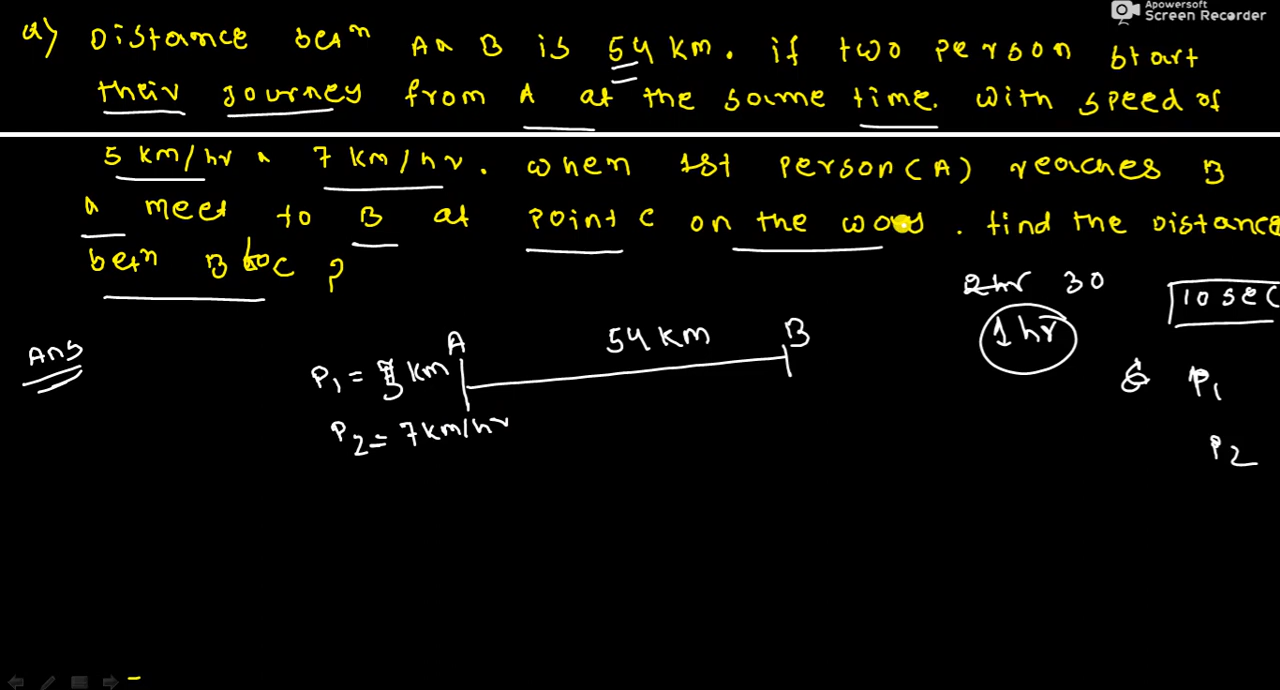 Apowersoft
Screen Recorder
a) Distance betn A & B is 54 km. if two person start
their journey from A at the same time. with speed of
5 km/hr & 7 km/hr. when 1st person (A) reaches B
& meet to B at point C on the way. find the Distance
betn B to C ?
2hr 30
10 sec
1 hr
Ans
A 54 km B
P1 = km
P2 = 7 km/hr
P1
P2